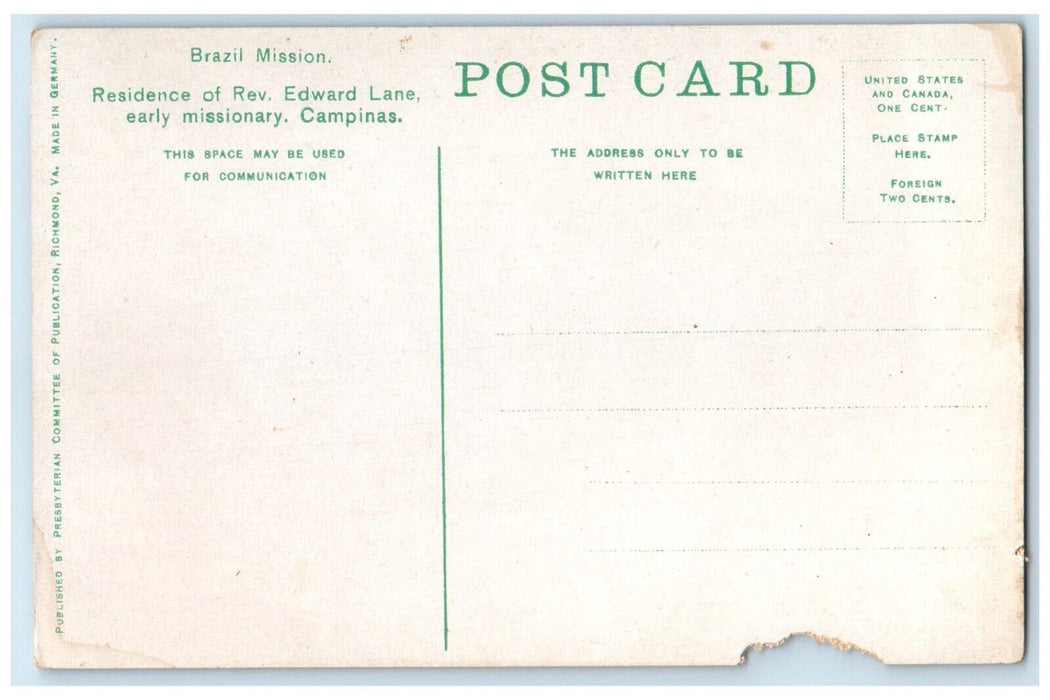 PUBLISHED BY PRESBYTERIAN COMMITTEE OF PUBLICATION, RICHMOND, VA. MADE IN GERMANY.
Brazil Mission.
Residence of Rev. Edward Lane,
early missionary. Campinas.
THIS SPACE MAY BE USED
FOR COMMUNICATION
POST CARD
THE ADDRESS ONLY TO BE
WRITTEN HERE
UNITED STATES
AND CANADA,
ONE CENT.
PLACE STAMP
HERE.
FOREIGN
TWO CENTS.